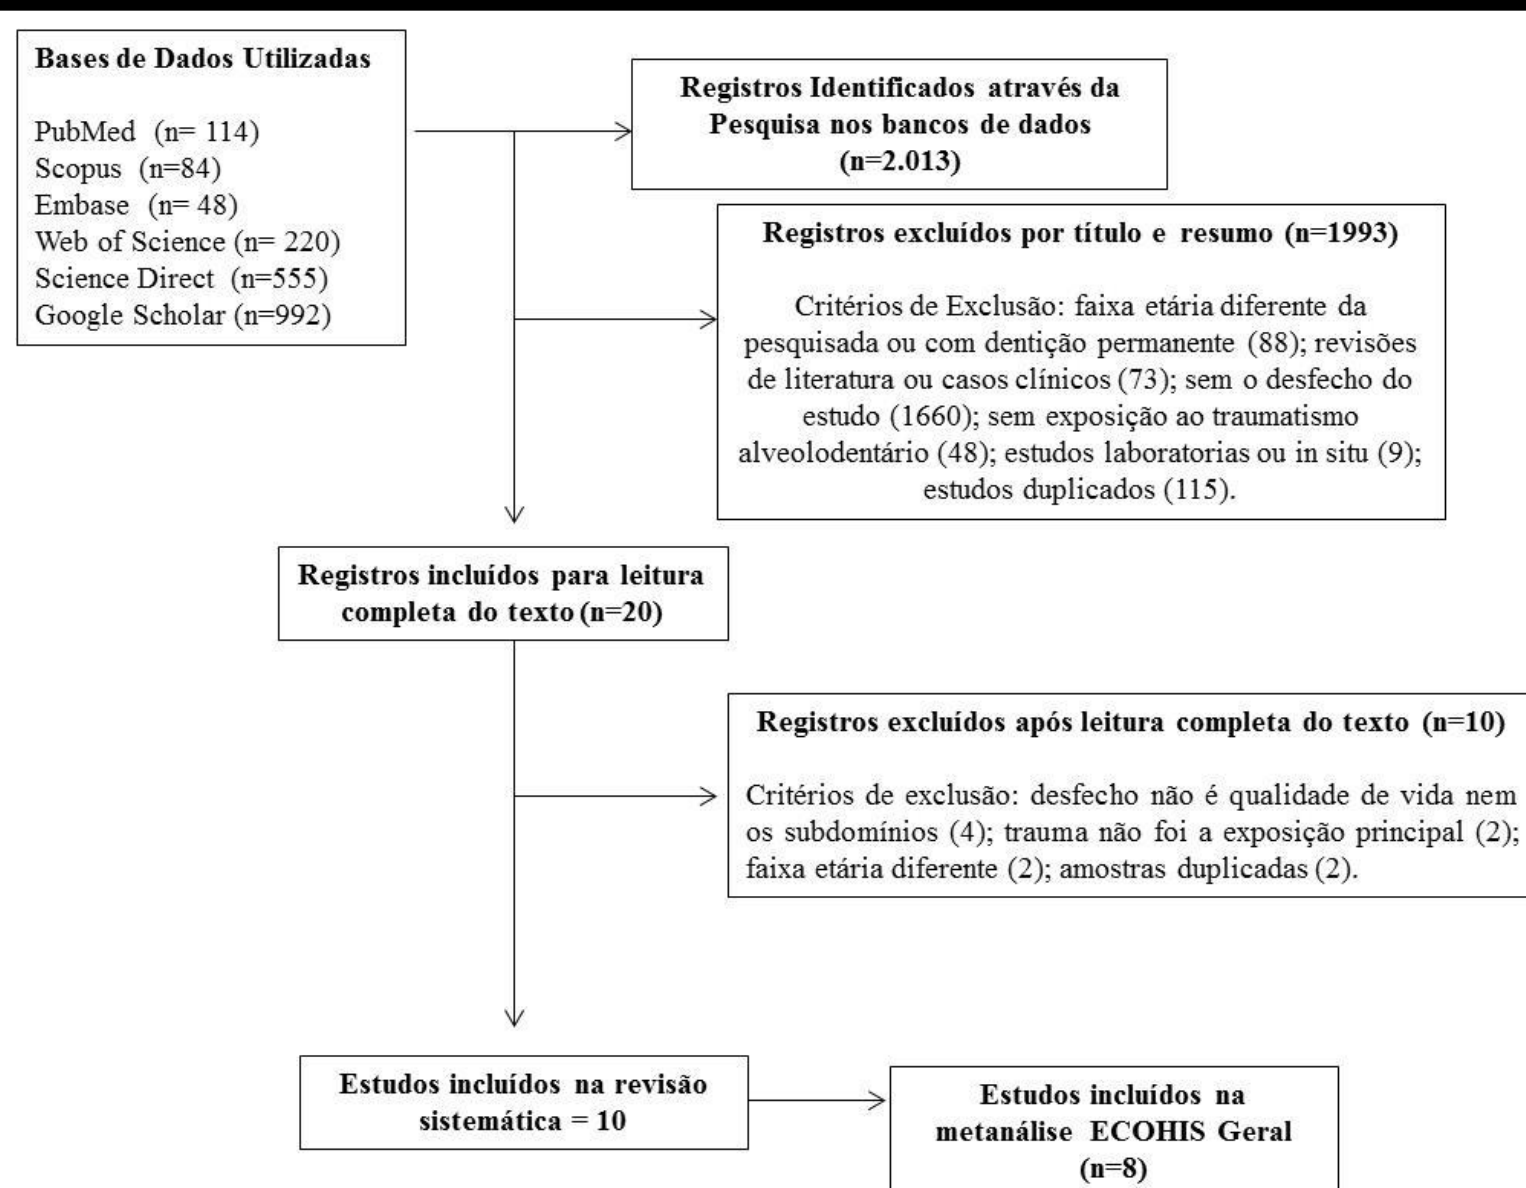 Bases de Dados Utilizadas
PubMed (n= 114)
Scopus (n=84)
Embase (n= 48)
Web of Science (n= 220)
Science Direct (n=555)
Google Scholar (n=992)
Registros Identificados através da
Pesquisa nos bancos de dados
(n=2.013)
Registros excluídos por título e resumo (n=1993)
Critérios de Exclusão: faixa etária diferente da
pesquisada ou com dentição permanente (88); revisões
de literatura ou casos clínicos (73); sem o desfecho do
estudo (1660); sem exposição ao traumatismo
alveolodentário (48); estudos laboratorias ou in situ (9);
estudos duplicados (115).
Registros incluídos para leitura
completa do texto (n=20)
Registros excluídos após leitura completa do texto (n=10)
Critérios de exclusão: desfecho não é qualidade de vida nem
os subdomínios (4); trauma não foi a exposição principal (2);
faixa etária diferente (2); amostras duplicadas (2).
Estudos incluídos na revisão
sistemática = 10
Estudos incluídos na
metanálise ECOHIS Geral
(n=8)